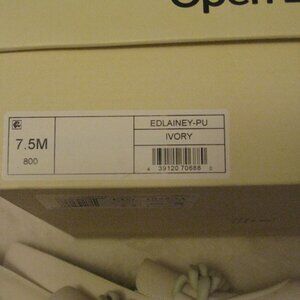 Open
7.5M
800
EDLAINEY-PU
IVORY
4 39120 70688 0